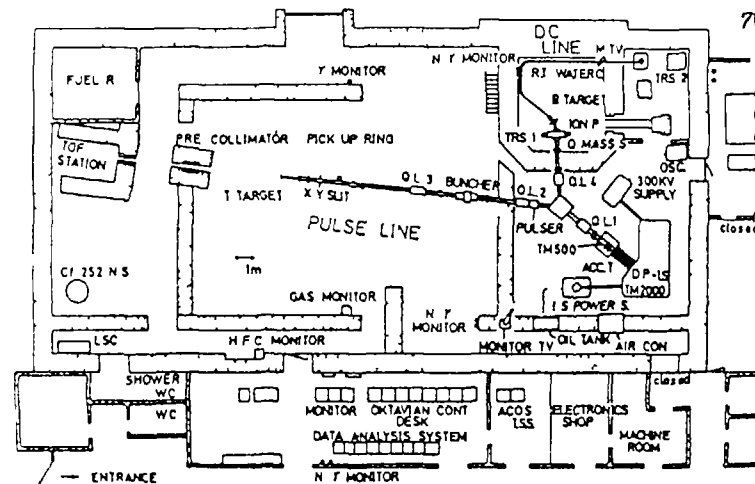 DC
LINE
M TV
N Y MONITOR
FUEL R
Y MONITOR
R I WATER C
TRS 2
B TARGET
ION P
PRE COLLIMATOR
PICK UP RING
TRS 1
Q MASS S
TOF
STATION
OSC.
Q L 3
BUNCHER
Q L 2
Q L 4
300KV
SUPPLY
T TARGET
X Y SLIT
PULSE LINE
PULSER
Q L 1
closed
TM500
1m
ACC. T
DP-I.S
TM2000
Cf 252 N S
GAS MONITOR
I S POWER S.
N Y
MONITOR
LSC
H F C MONITOR
MONITOR TV
OIL TANK
AIR CON
SHOWER
WC
WC
closed
MONITOR
OKTAVIAN CONT
DESK
ACOS
T.S.S.
ELECTRONICS
SHOP
MACHINE
ROOM
DATA ANALYSIS SYSTEM
ENTRANCE
N Y MONITOR